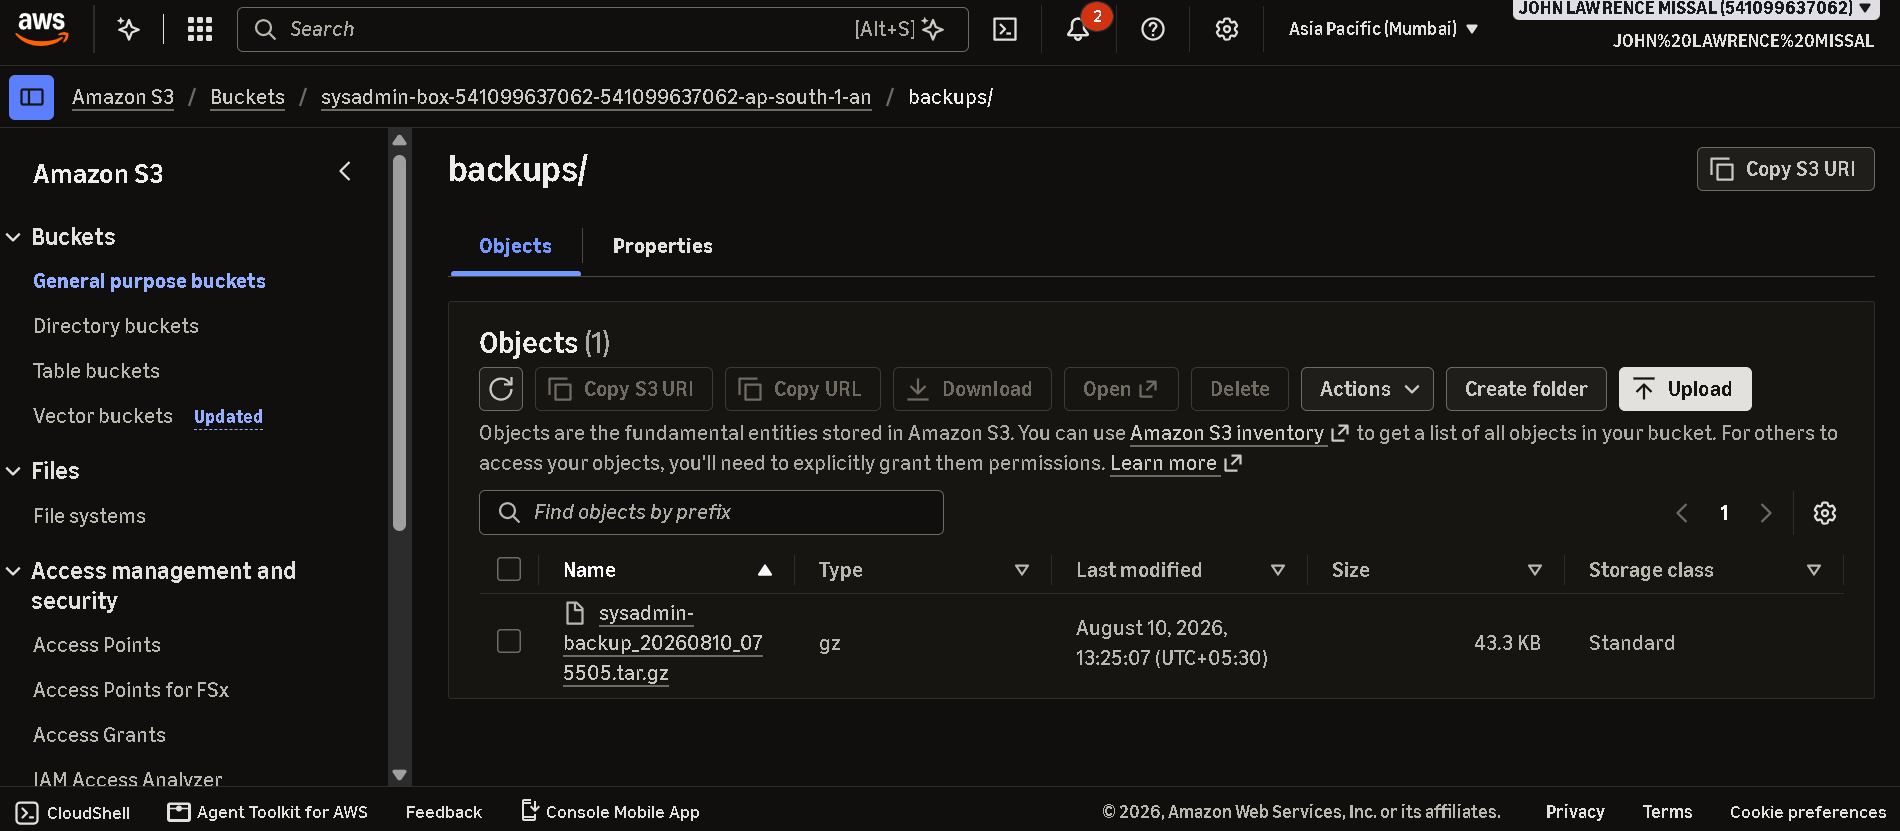 aws
Search
[Alt+S]
2
Asia Pacific (Mumbai)
JOHN LAWRENCE MISSAL (541099637062)
JOHN%20LAWRENCE%20MISSAL
Amazon S3 / Buckets / sysadmin-box-541099637062-541099637062-ap-south-1-an / backups/
Amazon S3
Buckets
General purpose buckets
Directory buckets
Table buckets
Vector buckets Updated
Files
File systems
Access management and
security
Access Points
Access Points for FSx
Access Grants
IAM Access Analyzer
backups/
Copy S3 URI
Objects
Properties
Objects (1)
Copy S3 URI
Copy URL
Download
Open
Delete
Actions
Create folder
Upload
Objects are the fundamental entities stored in Amazon S3. You can use Amazon S3 inventory to get a list of all objects in your bucket. For others to
access your objects, you'll need to explicitly grant them permissions. Learn more
Find objects by prefix
1
Name
Type
Last modified
Size
Storage class
sysadmin-
backup_20260810_07
5505.tar.gz
gz
August 10, 2026,
13:25:07 (UTC+05:30)
43.3 KB
Standard
CloudShell
Agent Toolkit for AWS
Feedback
Console Mobile App
© 2026, Amazon Web Services, Inc. or its affiliates.
Privacy
Terms
Cookie preferences